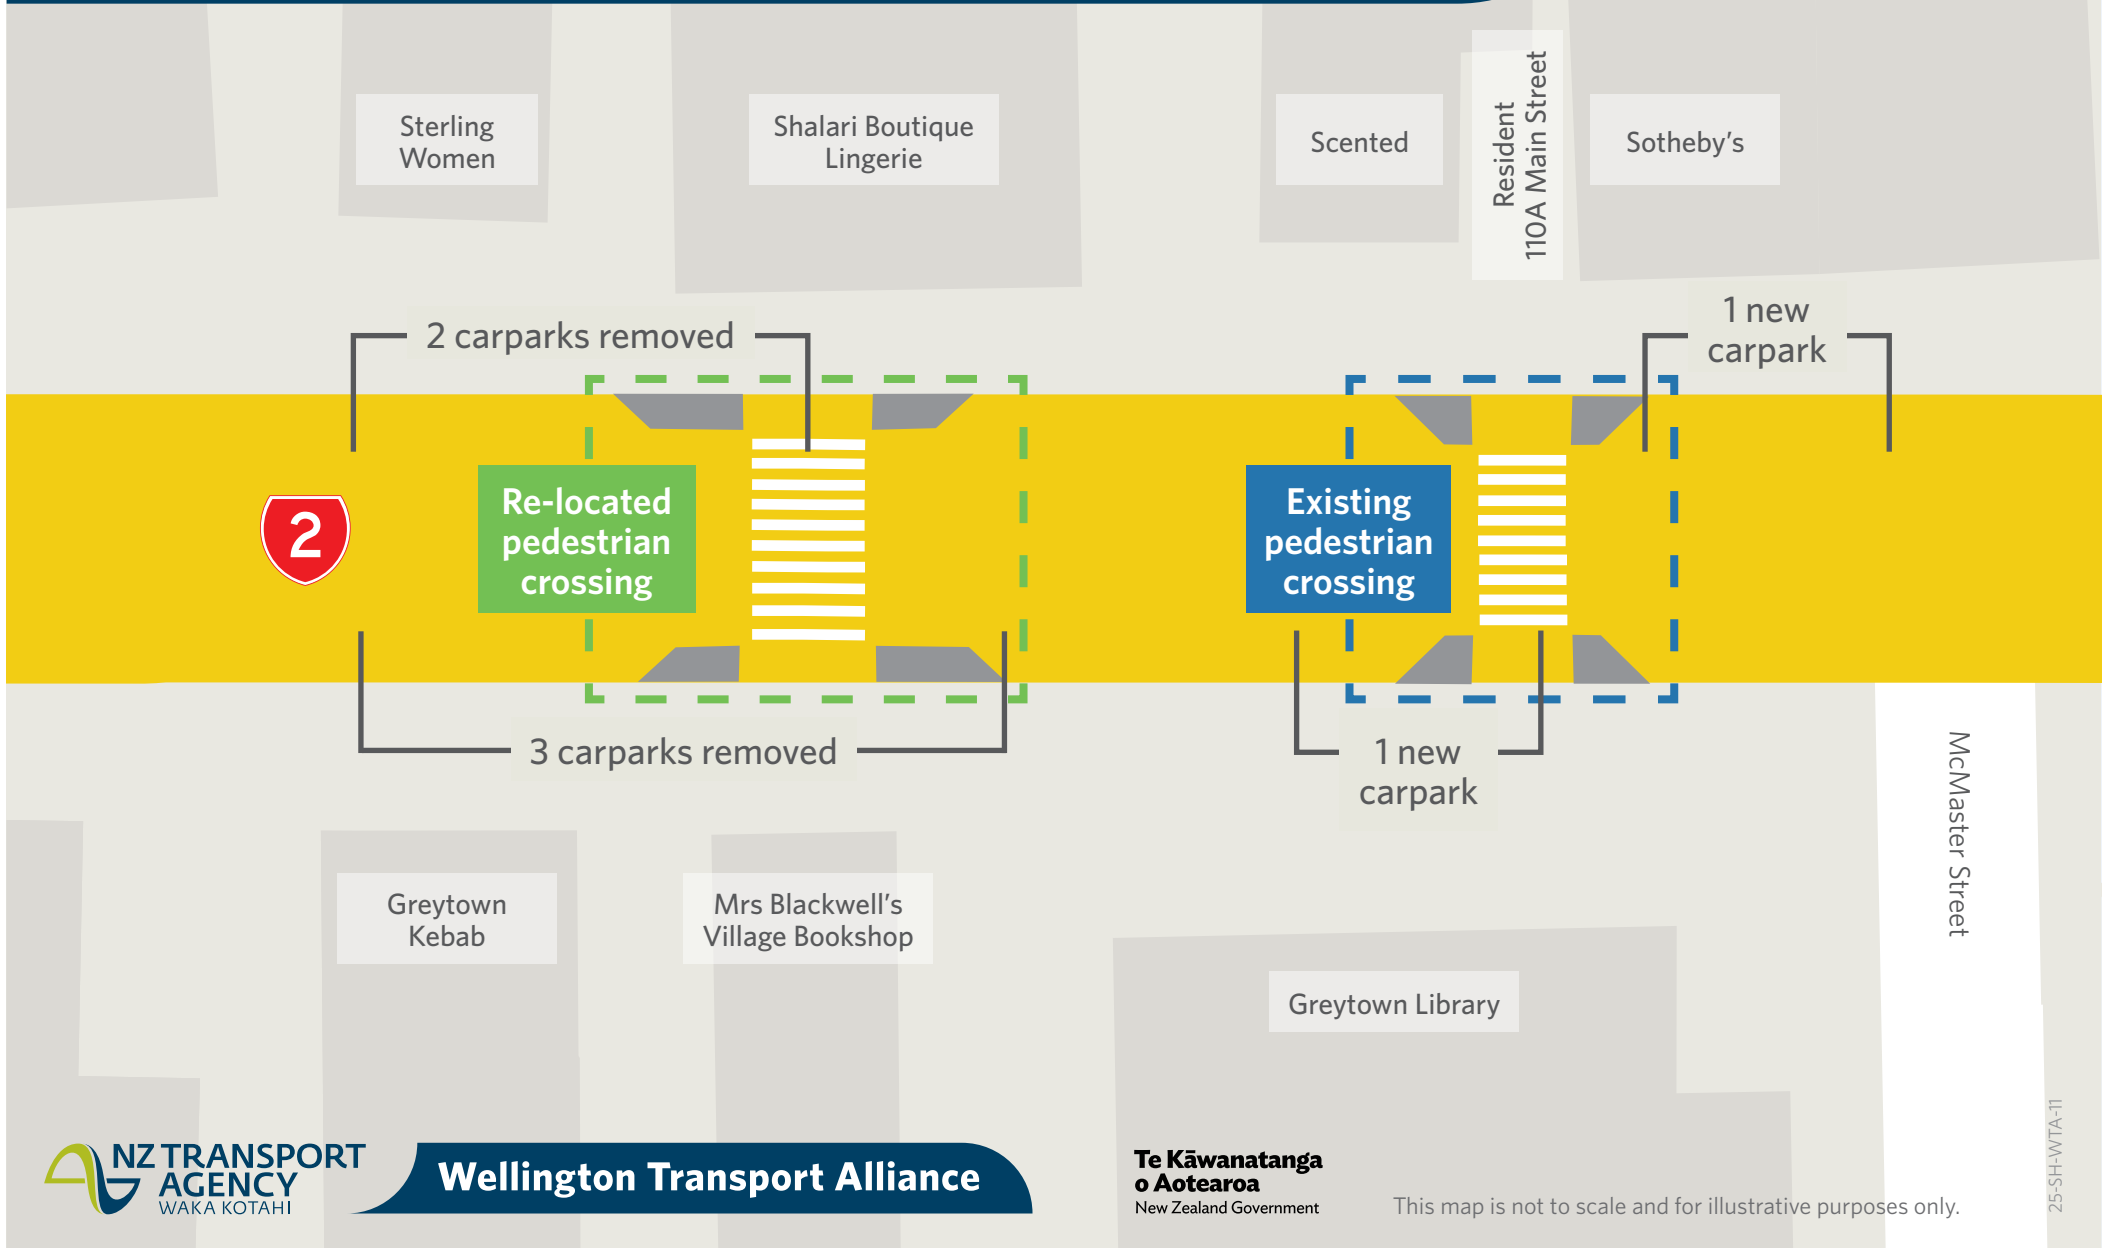 Sterling
Women
Shalari Boutique
Lingerie
Scented
Resident
110A Main Street
Sotheby’s
2 carparks removed
1 new
carpark
2
Re-located
pedestrian
crossing
Existing
pedestrian
crossing
3 carparks removed
1 new
carpark
McMaster Street
Greytown
Kebab
Mrs Blackwell’s
Village Bookshop
Greytown Library
NZ TRANSPORT
AGENCY
WAKA KOTAHI
Wellington Transport Alliance
Te Kāwanatanga
o Aotearoa
New Zealand Government
This map is not to scale and for illustrative purposes only.
25-SH-WTA-11